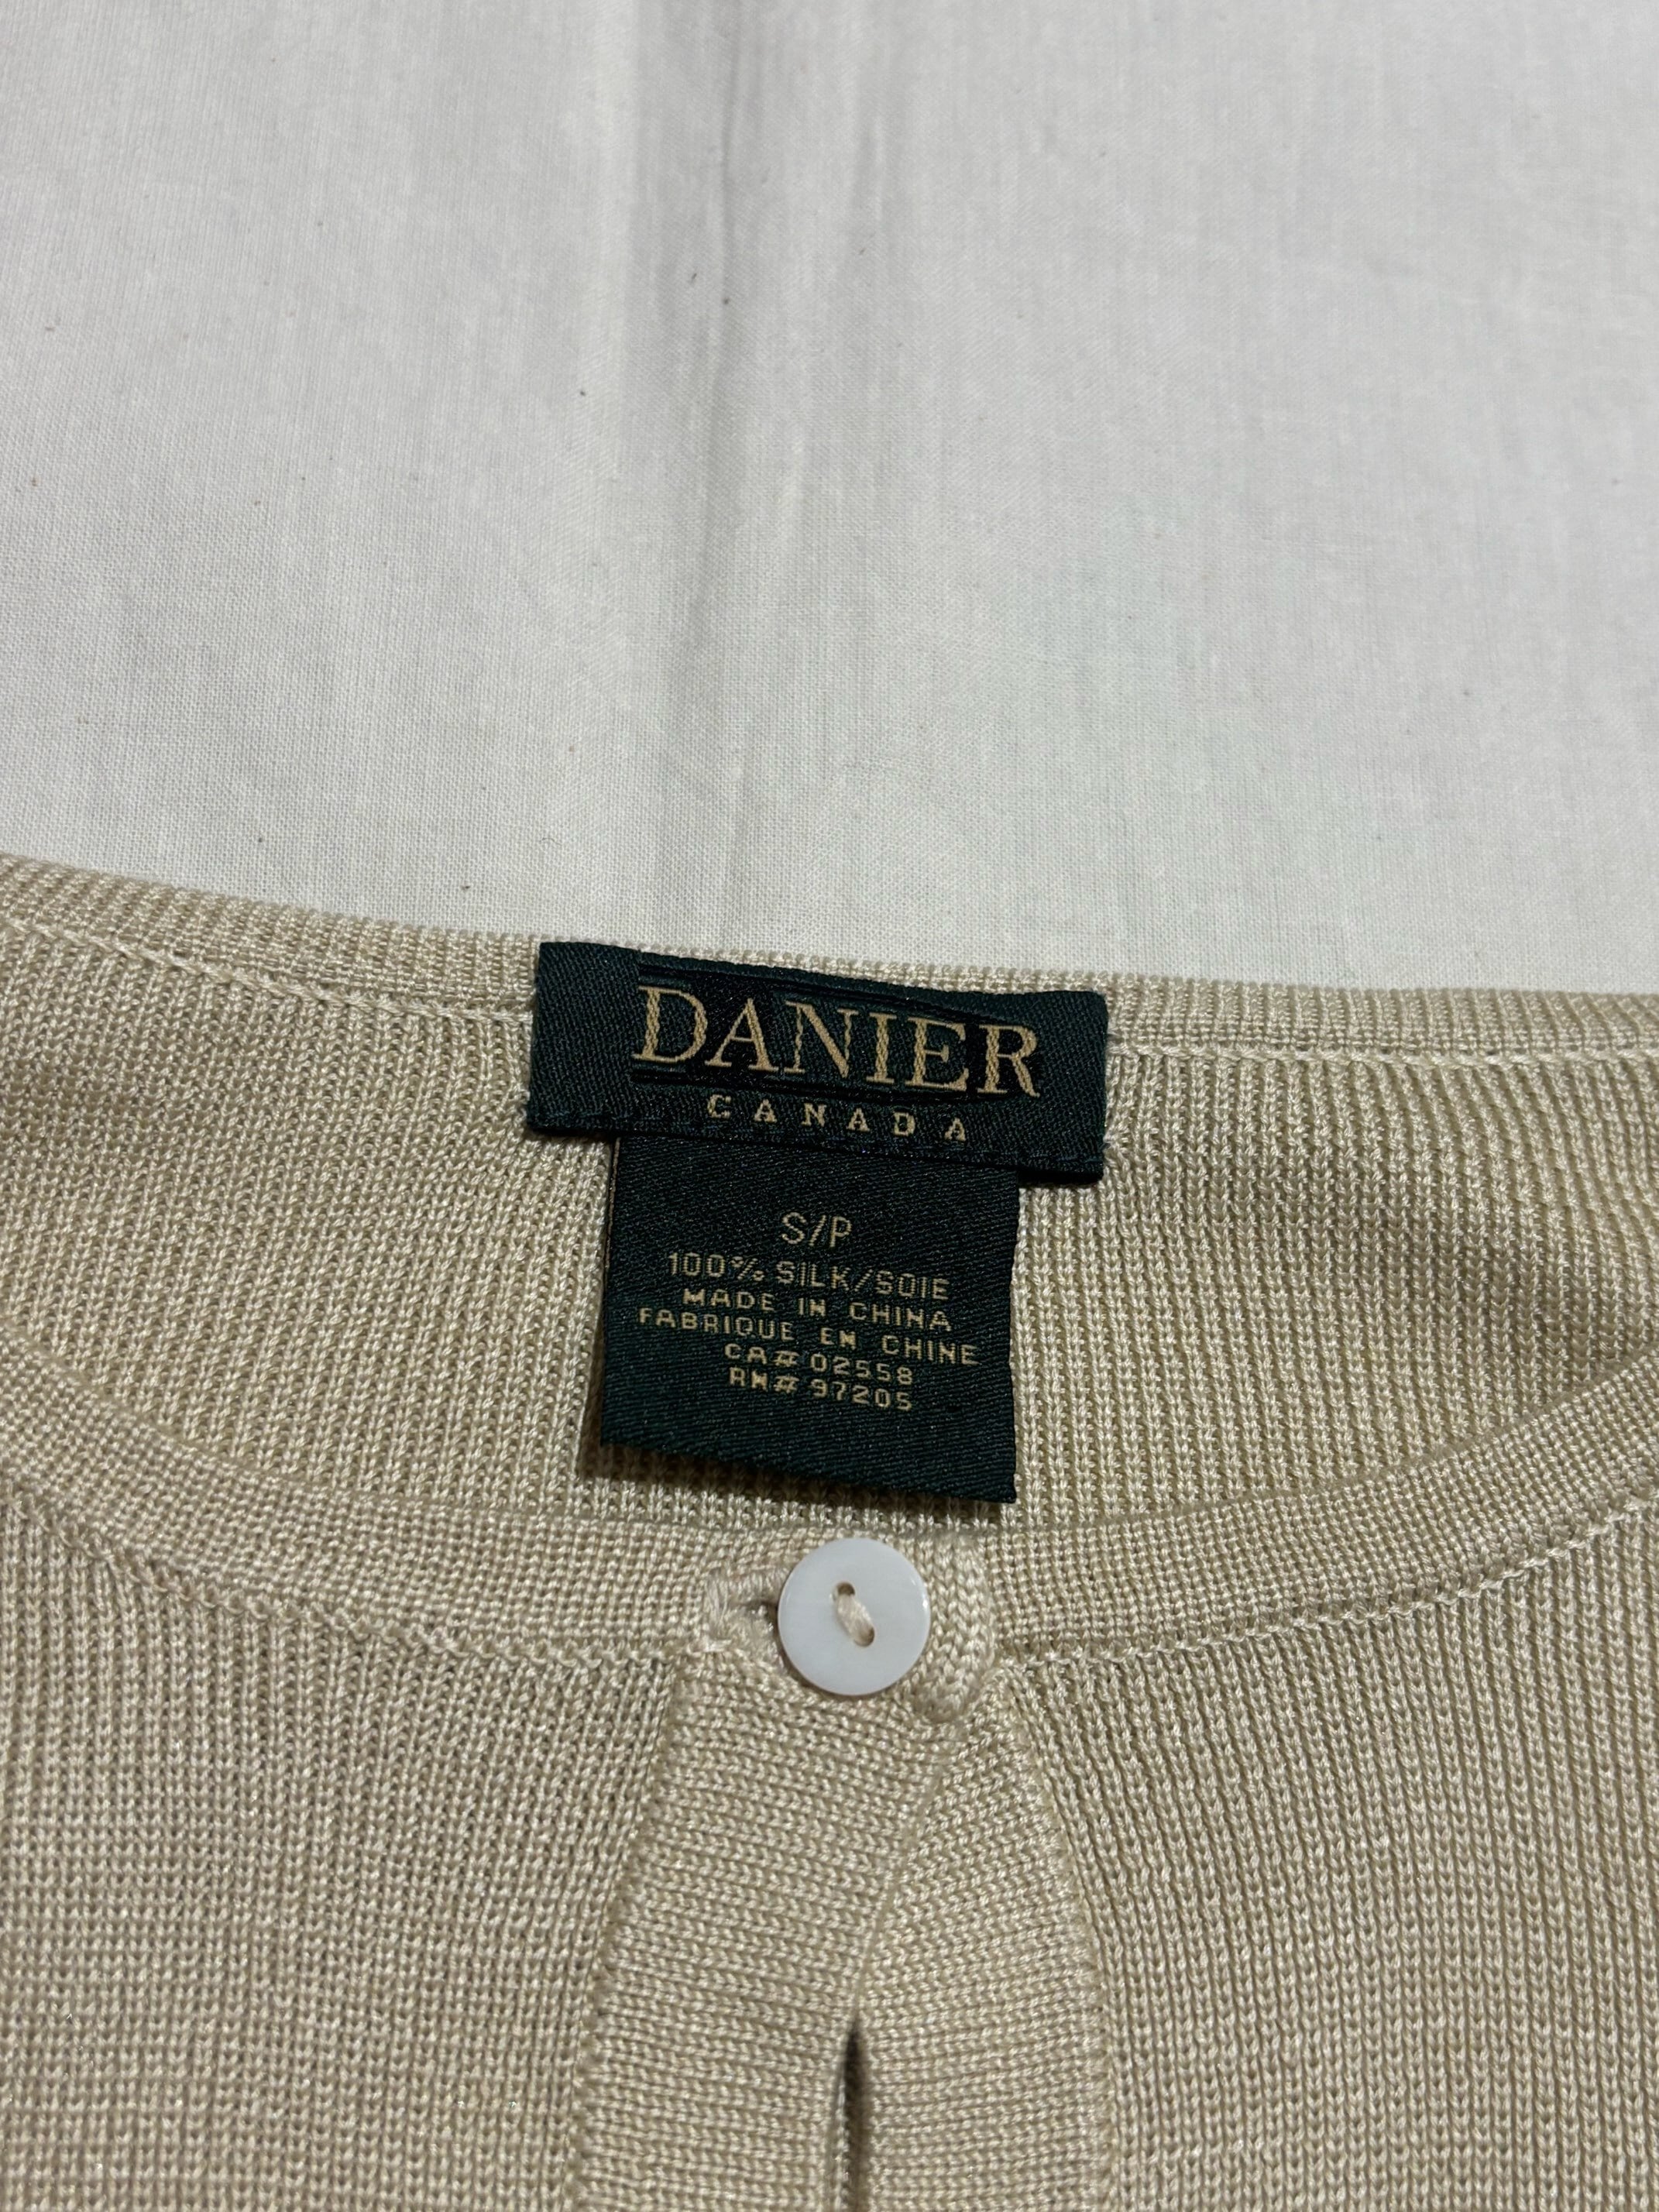 DANIER
CANADA
S/P
100% SILK/SOIE
MADE IN CHINA
FABRIQUE EN CHINE
CA# 02558
RN# 97205